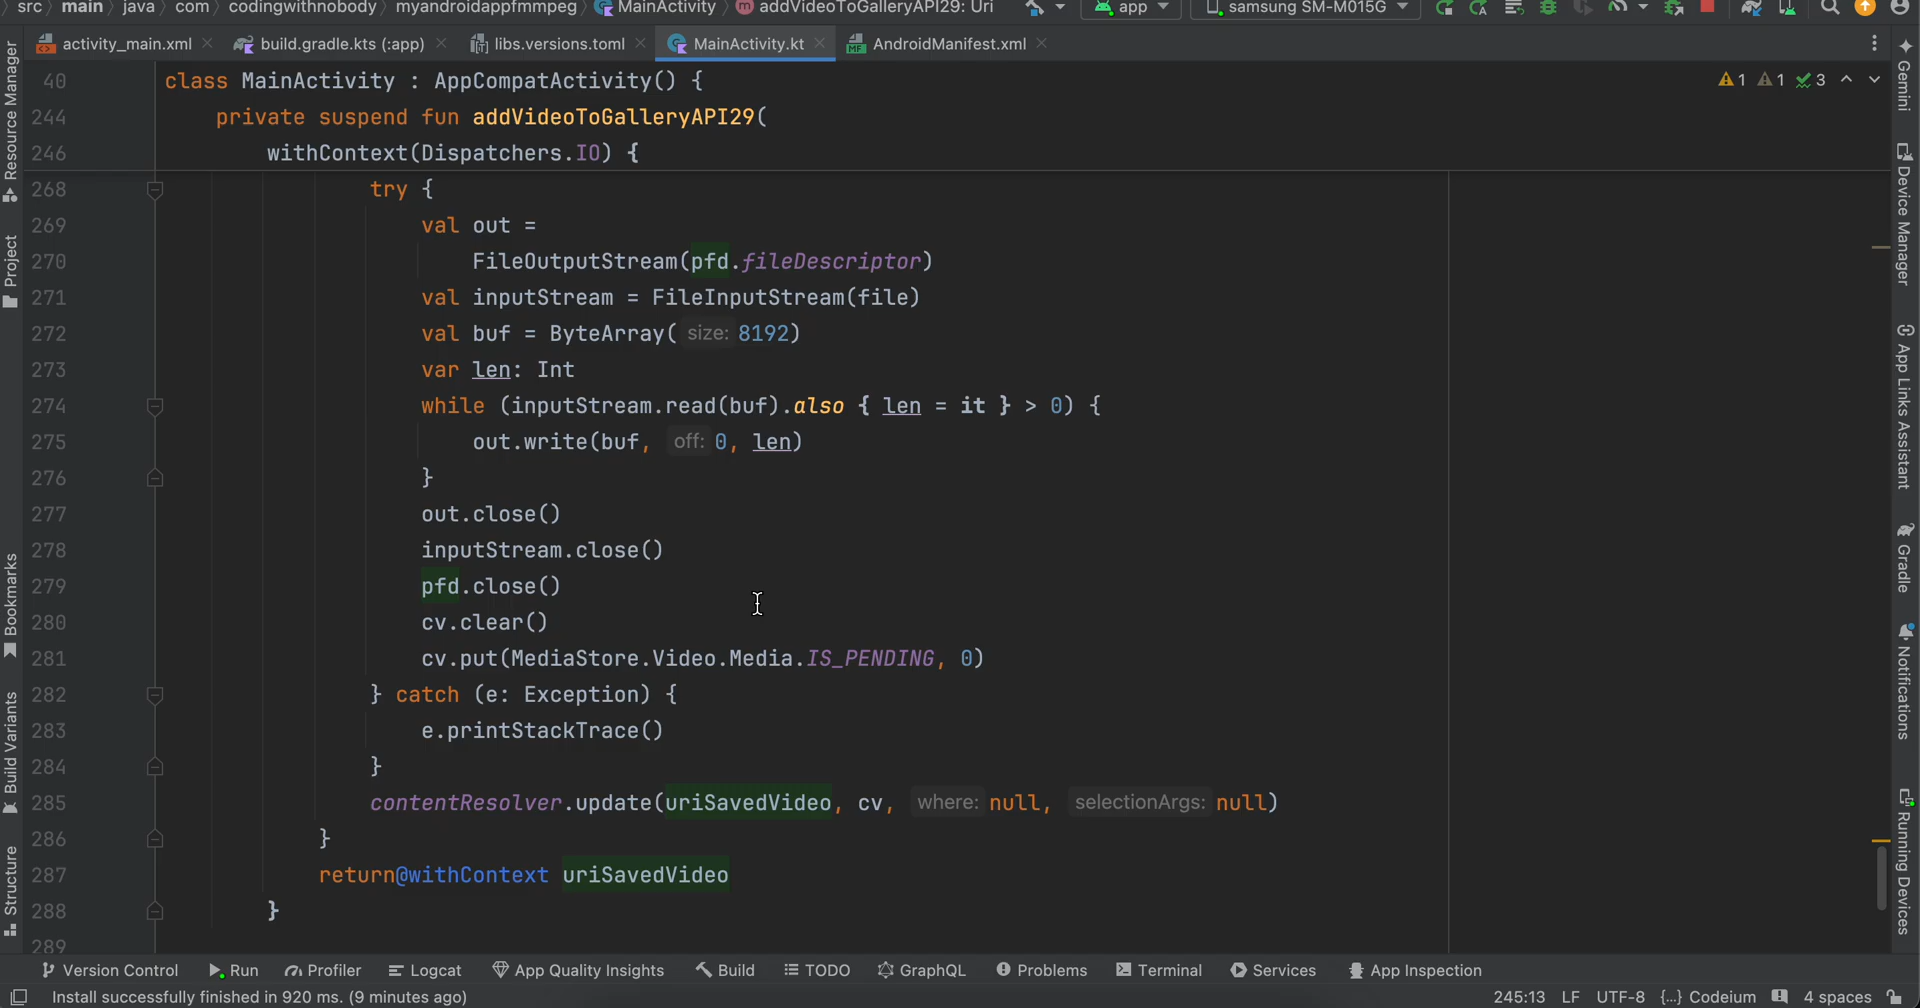 src main java com codingwithnobody myandroidappfmmpeg MainActivity addVideoToGalleryAPI29: Uri app samsung SM-M015G
activity_main.xml build.gradle.kts (:app) libs.versions.toml MainActivity.kt AndroidManifest.xml
40 class MainActivity : AppCompatActivity() { 1 1 3
244 private suspend fun addVideoToGalleryAPI29(
246 withContext(Dispatchers.IO) {
268 try {
269 val out =
270 FileOutputStream(pfd.fileDescriptor)
271 val inputStream = FileInputStream(file)
272 val buf = ByteArray( size: 8192)
273 var len: Int
274 while (inputStream.read(buf).also { len = it } > 0) {
275 out.write(buf, off: 0, len)
276 }
277 out.close()
278 inputStream.close()
279 pfd.close()
280 cv.clear()
281 cv.put(MediaStore.Video.Media.IS_PENDING, 0)
282 } catch (e: Exception) {
283 e.printStackTrace()
284 }
285 contentResolver.update(uriSavedVideo, cv, where: null, selectionArgs: null)
286 }
287 return@withContext uriSavedVideo
288 }
289
Resource Manager
Project
Bookmarks
Build Variants
Structure
Gemini
Device Manager
App Links Assistant
Gradle
Notifications
Running Devices
Version Control Run Profiler Logcat App Quality Insights Build TODO GraphQL Problems Terminal Services App Inspection
Install successfully finished in 920 ms. (9 minutes ago) 245:13 LF UTF-8 {...} Codeium 4 spaces